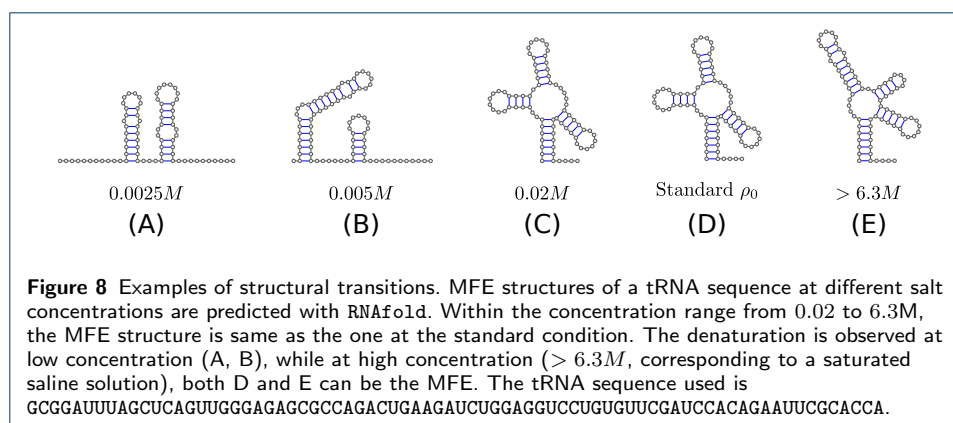 0.0025M 0.005M 0.02M Standard ρ0 > 6.3M
(A) (B) (C) (D) (E)
Figure 8 Examples of structural transitions. MFE structures of a tRNA sequence at different salt
concentrations are predicted with RNAfold. Within the concentration range from 0.02 to 6.3M,
the MFE structure is same as the one at the standard condition. The denaturation is observed at
low concentration (A, B), while at high concentration (> 6.3M, corresponding to a saturated
saline solution), both D and E can be the MFE. The tRNA sequence used is
GCGGAUUUAGCUCAGUUGGGAGAGCGCCAGACUGAAGAUCUGGAGGUCCUGUGUUCGAUCCACAGAAUUCGCACCA.